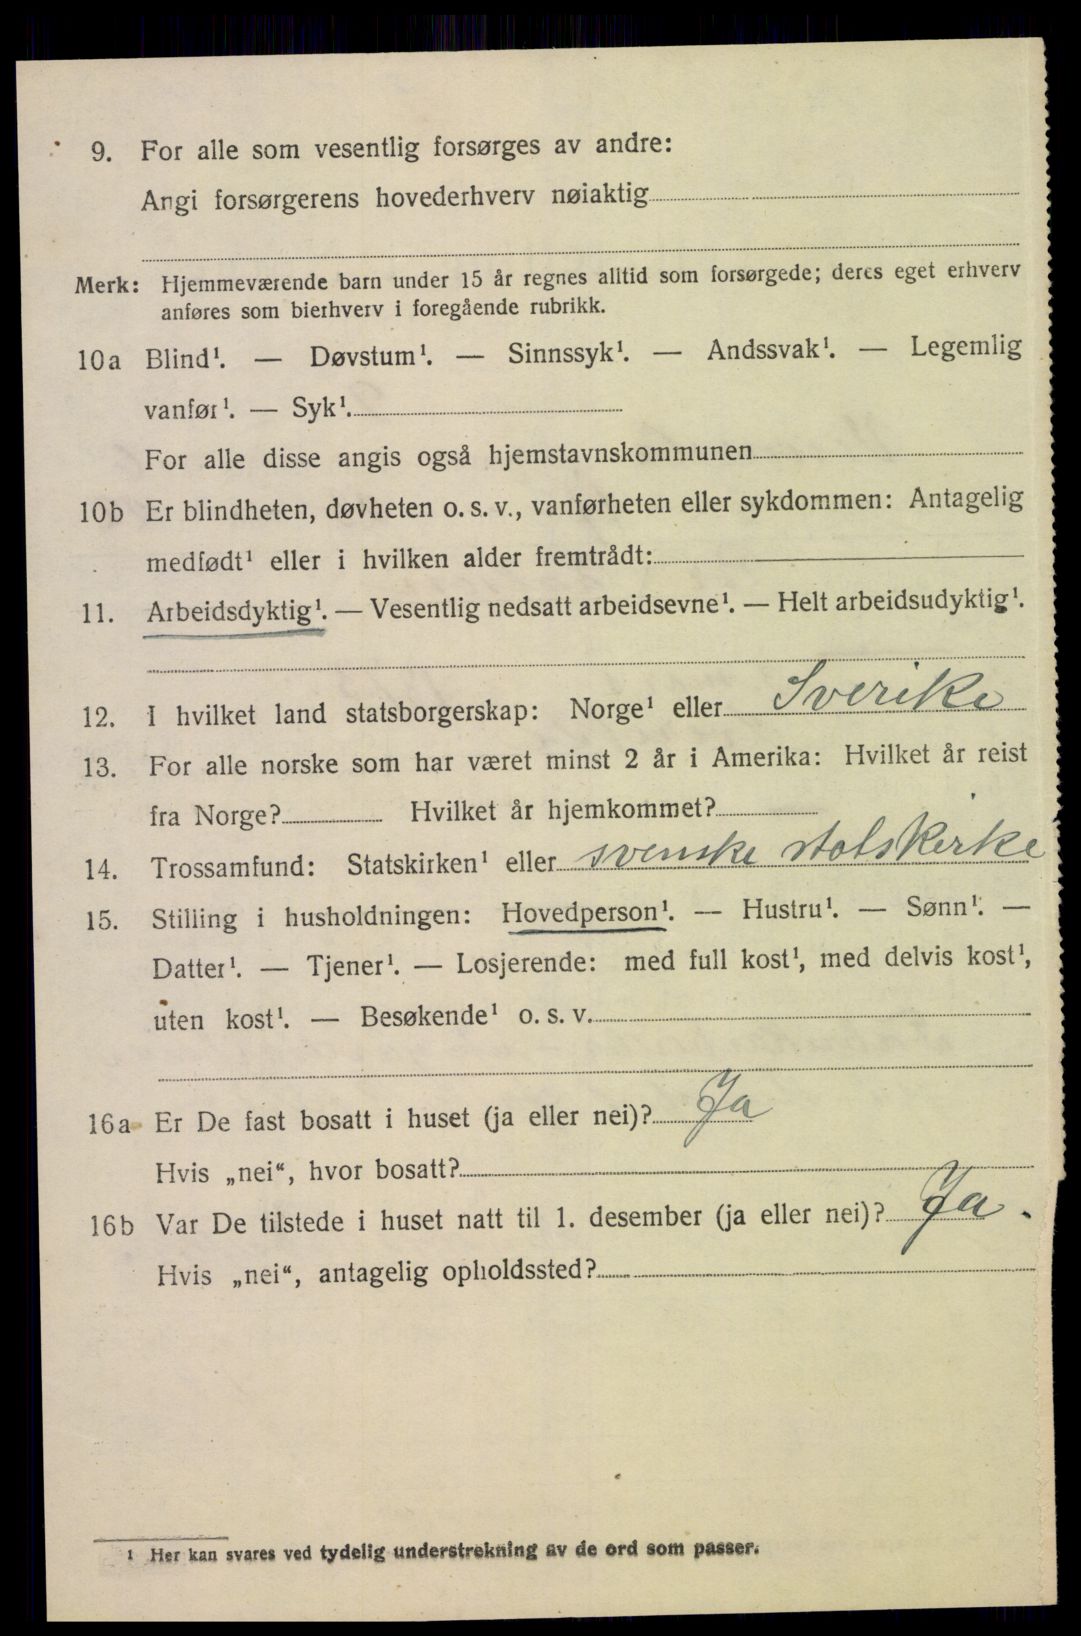 9. For alle som vesentlig forsørges av andre:
Angi forsørgerens hovederhverv nøiaktig
Merk: Hjemmeværende barn under 15 år regnes alltid som forsørgede; deres eget erhverv
anføres som bierhverv i foregående rubrikk.
10a Blind¹. — Døvstum¹. — Sinnssyk¹. — Andssvak¹. — Legemlig
vanfør¹. — Syk¹.
For alle disse angis også hjemstavnskommunen
10b Er blindheten, døvheten o. s. v., vanførheten eller sykdommen: Antagelig
medfødt¹ eller i hvilken alder fremtrådt:
11. Arbeidsdyktig¹. — Vesentlig nedsatt arbeidsevne¹. — Helt arbeidsudyktig¹.
12. I hvilket land statsborgerskap: Norge¹ eller Sverike
13. For alle norske som har været minst 2 år i Amerika: Hvilket år reist
fra Norge? Hvilket år hjemkommet?
14. Trossamfund: Statskirken¹ eller svenske statskirke
15. Stilling i husholdningen: Hovedperson¹. — Hustru¹. — Sønn¹. —
Datter¹. — Tjener¹. — Losjerende: med full kost¹, med delvis kost¹,
uten kost¹. — Besøkende¹ o. s. v.
16a Er De fast bosatt i huset (ja eller nei)? Ja
Hvis „nei“, hvor bosatt?
16b Var De tilstede i huset natt til 1. desember (ja eller nei)? Ja.
Hvis „nei“, antagelig opholdssted?
¹ Her kan svares ved tydelig understrekning av de ord som passer.